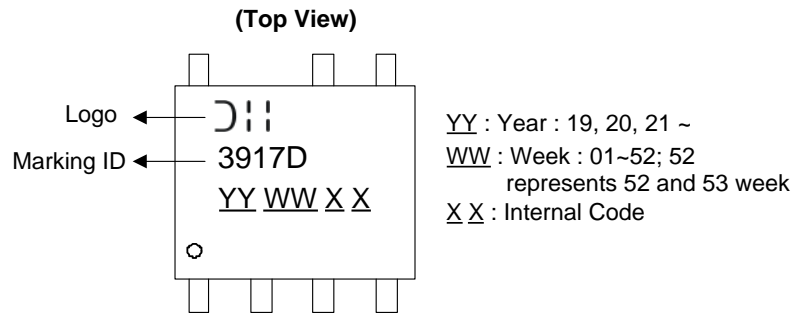 (Top View)
Logo
Marking ID
3917D
YY WW X X
YY : Year : 19, 20, 21 ~
WW : Week : 01~52; 52
represents 52 and 53 week
X X : Internal Code